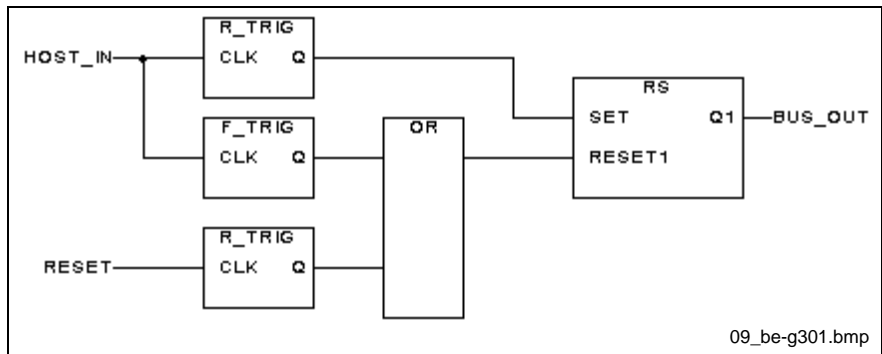 R_TRIG
HOST_IN
CLK Q
RS
SET Q1
BUS_OUT
F_TRIG
OR
CLK Q
RESET1
R_TRIG
RESET
CLK Q
09_be-g301.bmp